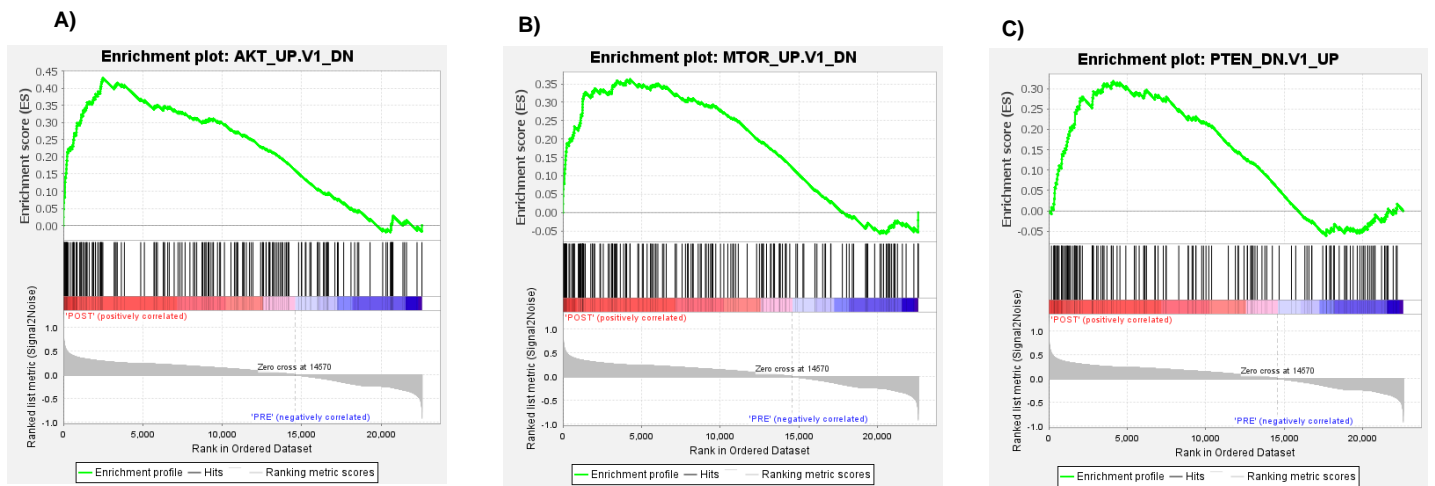 A)
Enrichment plot: AKT_UP.V1_DN
Enrichment score (ES)
0.45
0.40
0.35
0.30
0.25
0.20
0.15
0.10
0.05
0.00
'POST' (positively correlated)
Ranked list metric (Signal2Noise)
1.0
0.5
0.0
-0.5
-1.0
Zero cross at 14570
'PRE' (negatively correlated)
0 5,000 10,000 15,000 20,000
Rank in Ordered Dataset
Enrichment profile Hits Ranking metric scores
B)
Enrichment plot: MTOR_UP.V1_DN
Enrichment score (ES)
0.35
0.30
0.25
0.20
0.15
0.10
0.05
0.00
-0.05
'POST' (positively correlated)
Ranked list metric (Signal2Noise)
1.0
0.5
0.0
-0.5
-1.0
Zero cross at 14570
'PRE' (negatively correlated)
0 5,000 10,000 15,000 20,000
Rank in Ordered Dataset
Enrichment profile Hits Ranking metric scores
C)
Enrichment plot: PTEN_DN.V1_UP
Enrichment score (ES)
0.30
0.25
0.20
0.15
0.10
0.05
0.00
-0.05
'POST' (positively correlated)
Ranked list metric (Signal2Noise)
1.0
0.5
0.0
-0.5
-1.0
Zero cross at 14570
'PRE' (negatively correlated)
0 5,000 10,000 15,000 20,000
Rank in Ordered Dataset
Enrichment profile Hits Ranking metric scores